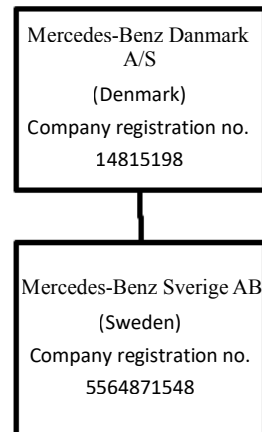 Mercedes-Benz Danmark
A/S
(Denmark)
Company registration no.
14815198
Mercedes-Benz Sverige AB
(Sweden)
Company registration no.
5564871548